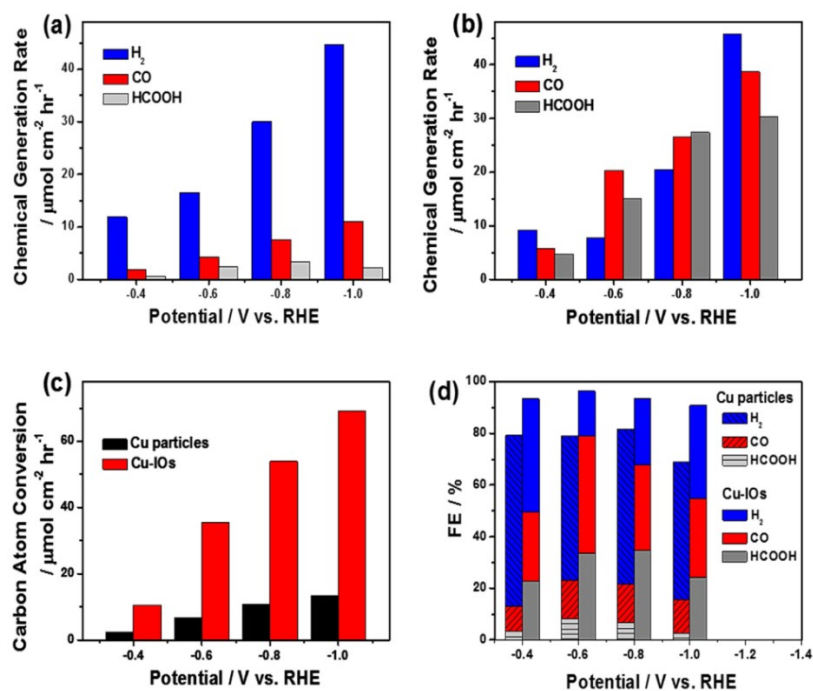 (a)
Chemical Generation Rate
/ μmol cm⁻² hr⁻¹
40
30
20
10
0
H₂
CO
HCOOH
-0.4 -0.6 -0.8 -1.0
Potential / V vs. RHE
(b)
Chemical Generation Rate
/ μmol cm⁻² hr⁻¹
40
30
20
10
0
H₂
CO
HCOOH
-0.4 -0.6 -0.8 -1.0
Potential / V vs. RHE
(c)
Carbon Atom Conversion
/ μmol cm⁻² hr⁻¹
60
40
20
0
Cu particles
Cu-IOs
-0.4 -0.6 -0.8 -1.0
Potential / V vs. RHE
(d)
FE / %
100
80
60
40
20
0
Cu particles
H₂
CO
HCOOH
Cu-IOs
H₂
CO
HCOOH
-0.4 -0.6 -0.8 -1.0 -1.2 -1.4
Potential / V vs. RHE